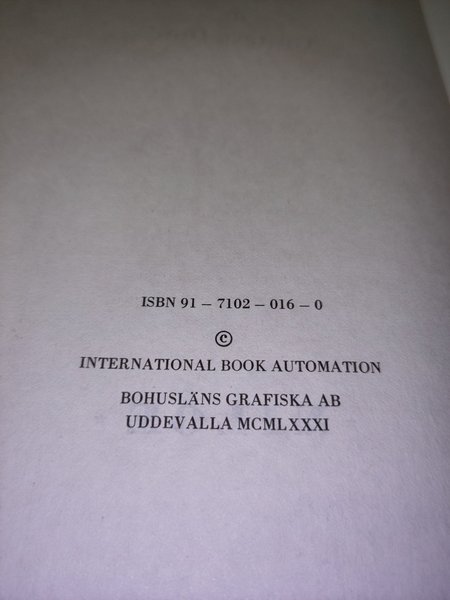 ISBN 91 – 7102 – 016 – 0
©
INTERNATIONAL BOOK AUTOMATION
BOHUSLÄNS GRAFISKA AB
UDDEVALLA MCMLXXXI